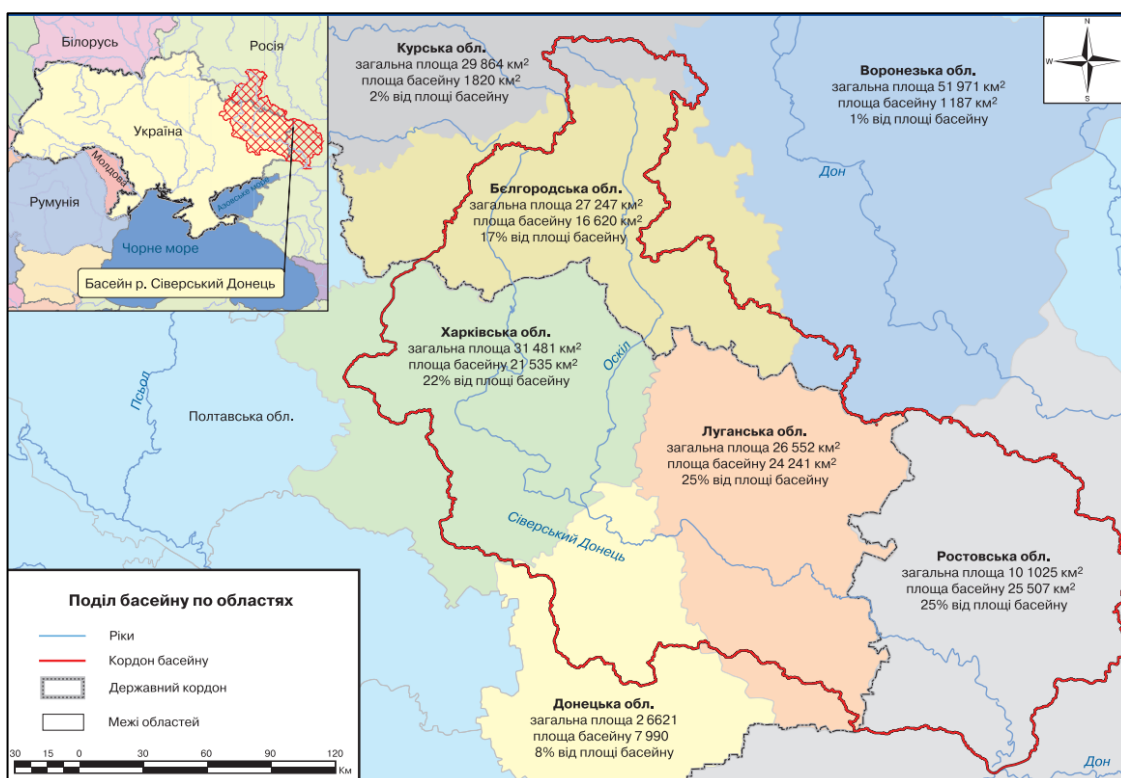 Білорусь
Росія
Україна
Молдова
Румунія
Азовське море
Чорне море
Басейн р. Сіверський Донець
Курська обл.
загальна площа 29 864 км²
площа басейну 1820 км²
2% від площі басейну
Воронезька обл.
загальна площа 51 971 км²
площа басейну 1 187 км²
1% від площі басейну
N
W
S
Дон
Бєлгородська обл.
загальна площа 27 247 км²
площа басейну 16 620 км²
17% від площі басейну
Харківська обл.
загальна площа 31 481 км²
площа басейну 21 535 км²
22% від площі басейну
Оскіл
Псьол
Полтавська обл.
Луганська обл.
загальна площа 26 552 км²
площа басейну 24 241 км²
25% від площі басейну
Сіверський Донець
Ростовська обл.
загальна площа 10 1025 км²
площа басейну 25 507 км²
25% від площі басейну
Донецька обл.
загальна площа 2 6621
площа басейну 7 990
8% від площі басейну
Дон
Поділ басейну по областях
Ріки
Кордон басейну
Державний кордон
Межі областей
30 15 0 30 60 90 120
Км